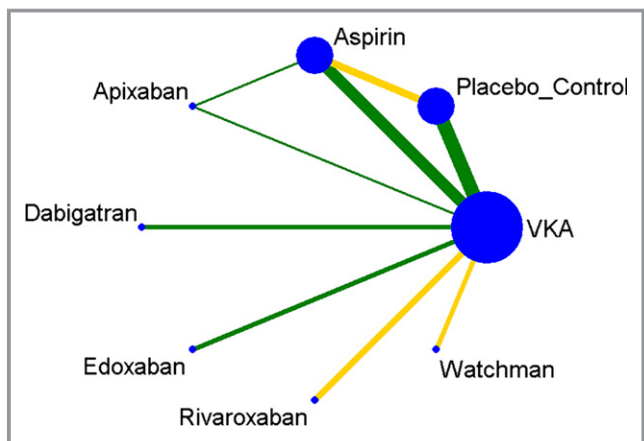 Aspirin
Placebo_Control
Apixaban
Dabigatran
VKA
Edoxaban
Watchman
Rivaroxaban